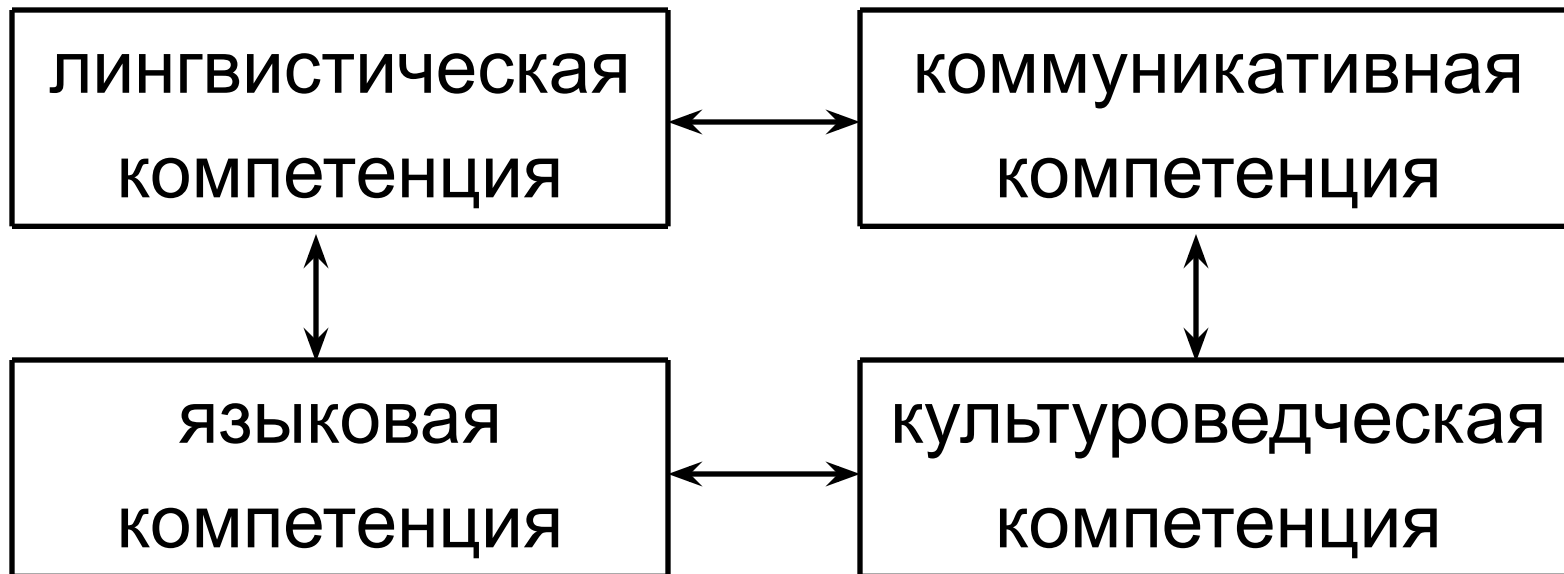 лингвистическая
компетенция
коммуникативная
компетенция
языковая
компетенция
культуроведческая
компетенция